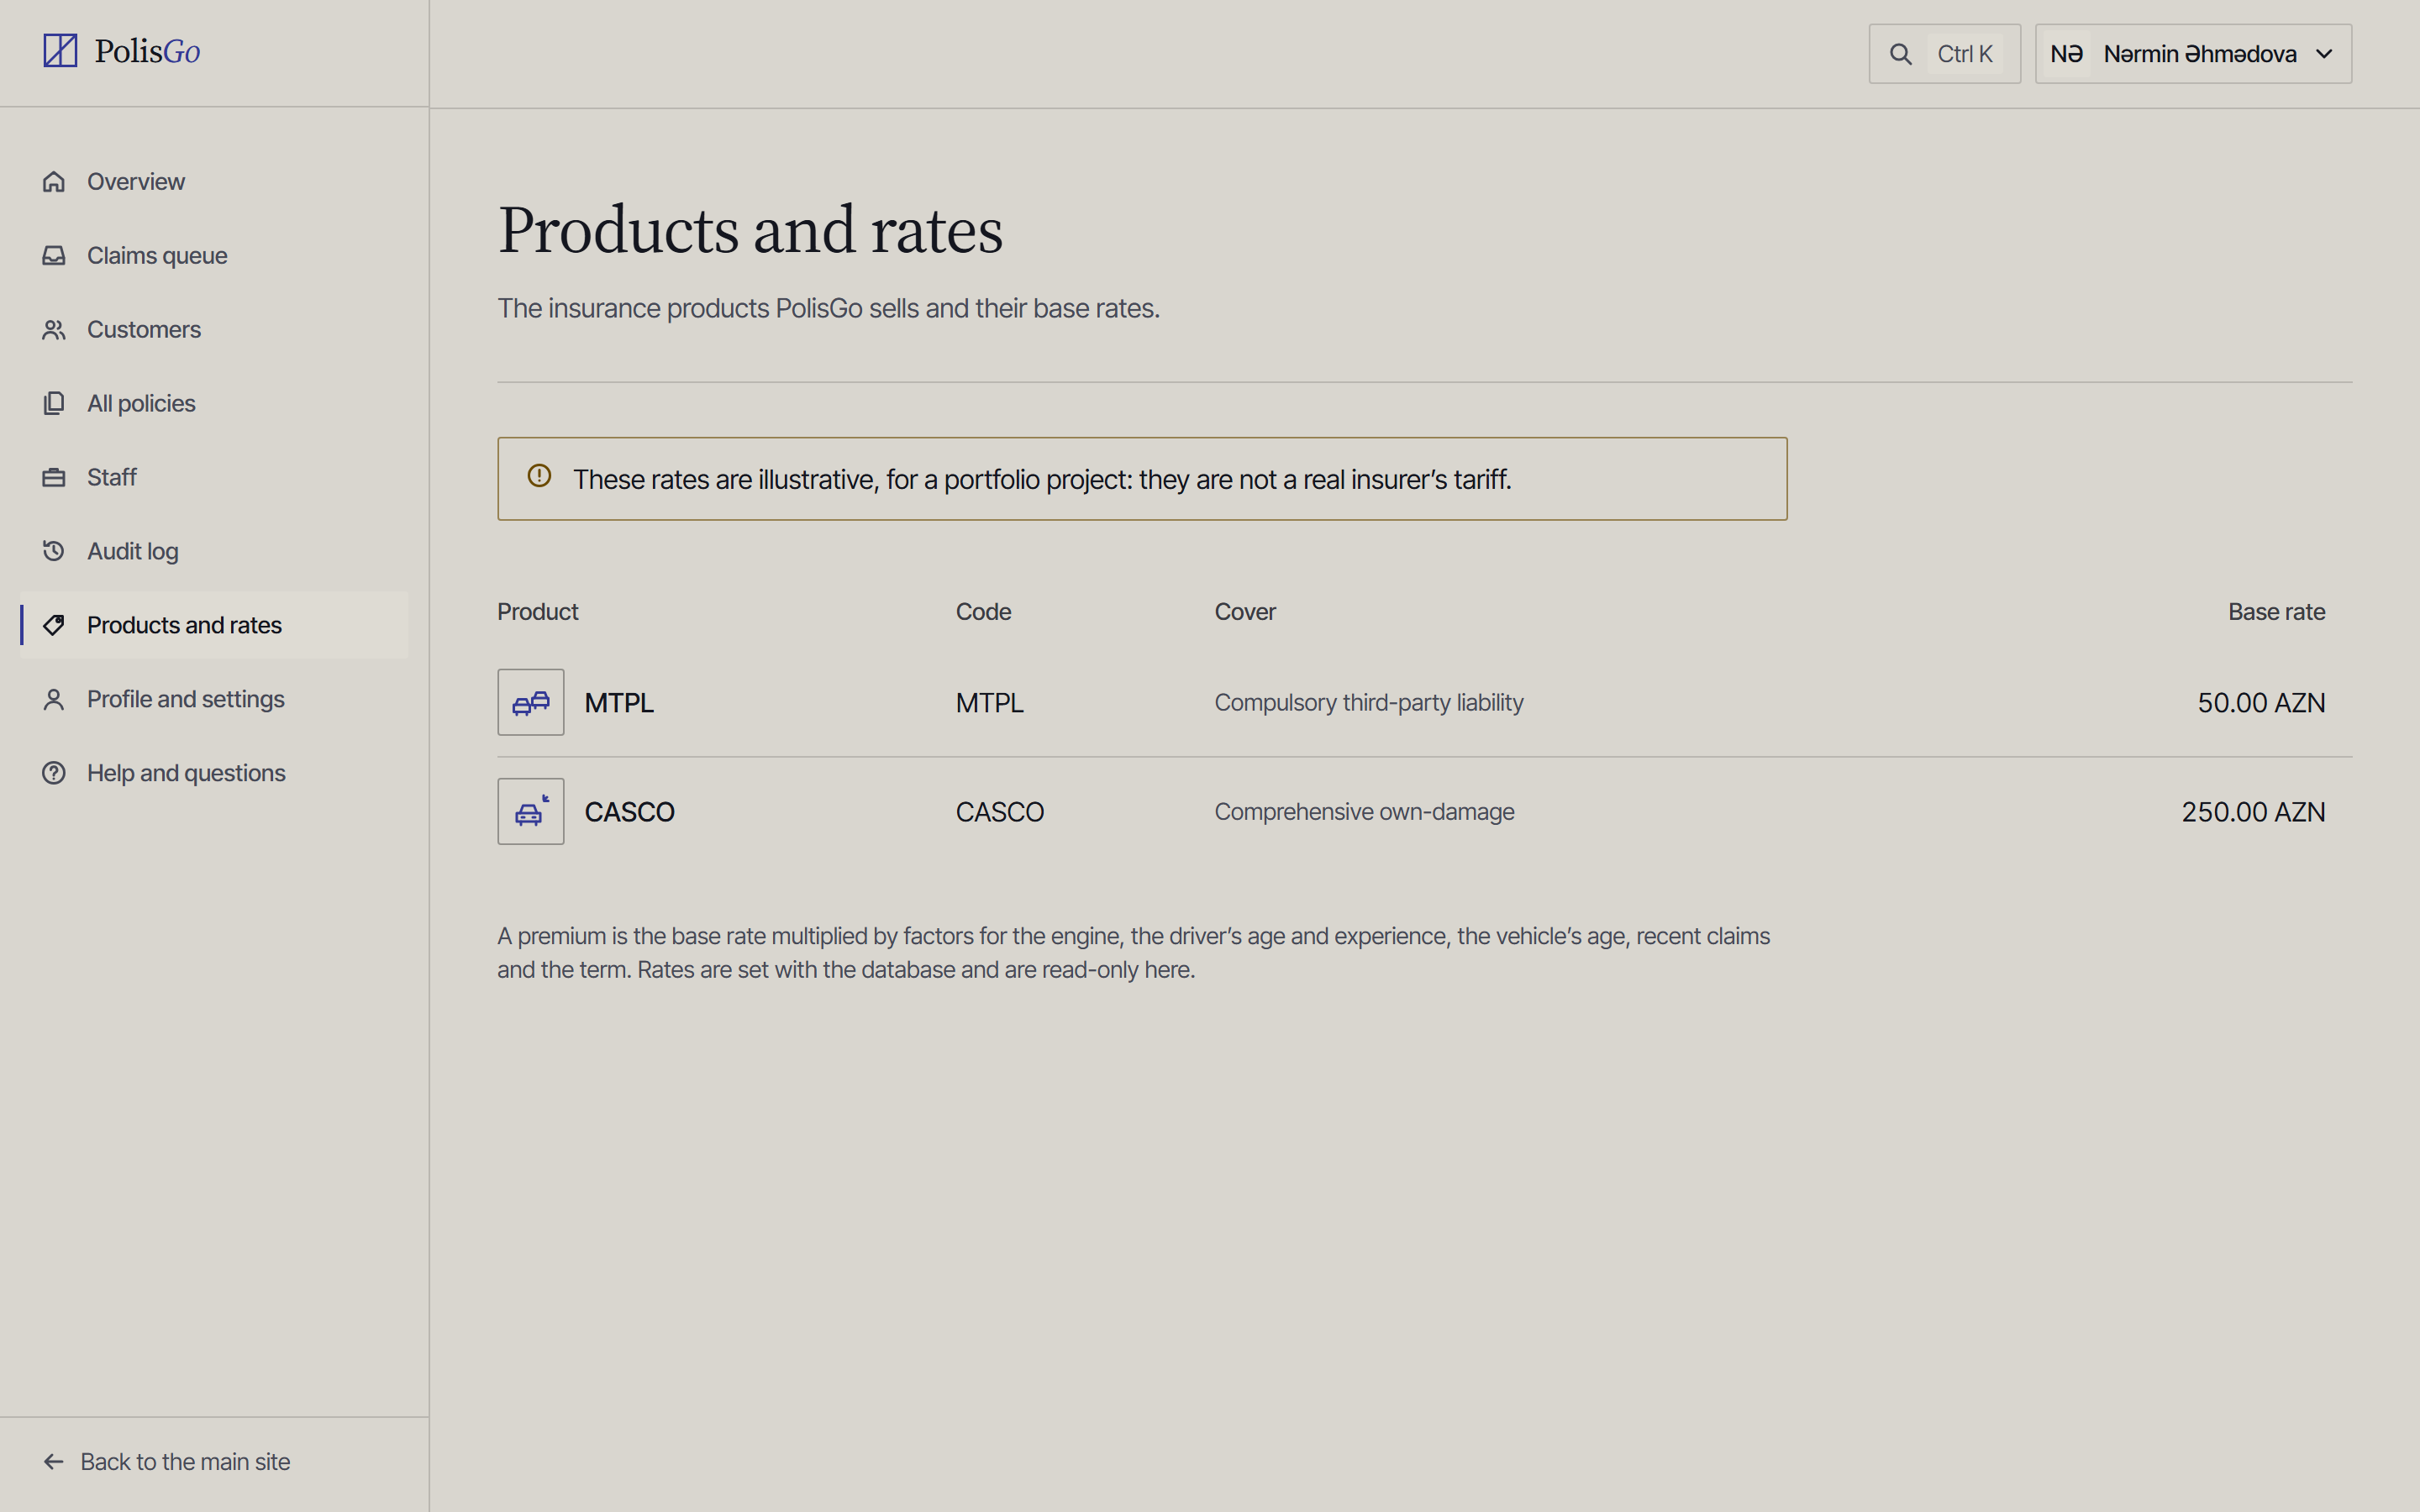 PolisGo
Ctrl K
NƏ
Nərmin Əhmədova
Overview
Claims queue
Customers
All policies
Staff
Audit log
Products and rates
Profile and settings
Help and questions
Back to the main site
Products and rates
The insurance products PolisGo sells and their base rates.
These rates are illustrative, for a portfolio project: they are not a real insurer’s tariff.
Product Code Cover Base rate
MTPL MTPL Compulsory third-party liability 50.00 AZN
CASCO CASCO Comprehensive own-damage 250.00 AZN
A premium is the base rate multiplied by factors for the engine, the driver’s age and experience, the vehicle’s age, recent claims
and the term. Rates are set with the database and are read-only here.